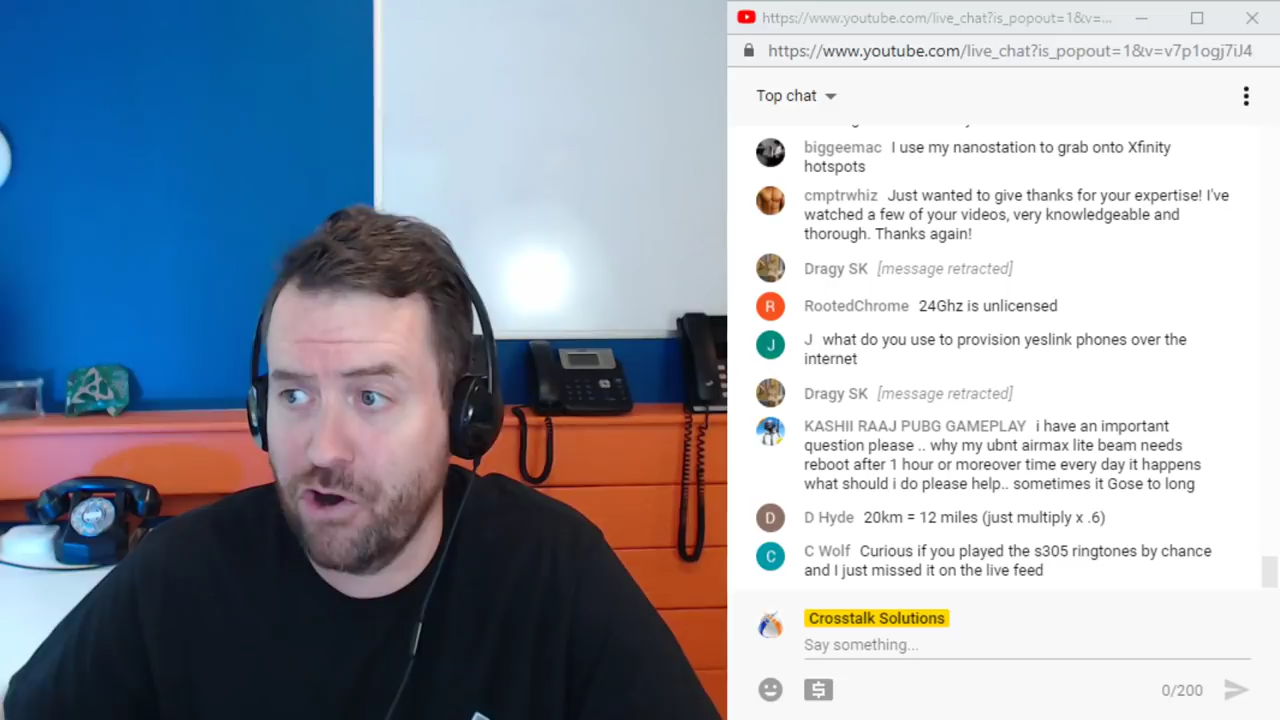 https://www.youtube.com/live_chat?is_popout=1&v=...
https://www.youtube.com/live_chat?is_popout=1&v=v7p1ogj7iJ4
Top chat
biggeemac I use my nanostation to grab onto Xfinity
hotspots
cmptrwhiz Just wanted to give thanks for your expertise! I've
watched a few of your videos, very knowledgeable and
thorough. Thanks again!
Dragy SK [message retracted]
R RootedChrome 24Ghz is unlicensed
J J what do you use to provision yeslink phones over the
internet
Dragy SK [message retracted]
KASHII RAAJ PUBG GAMEPLAY i have an important
question please .. why my ubnt airmax lite beam needs
reboot after 1 hour or moreover time every day it happens
what should i do please help.. sometimes it Gose to long
D D Hyde 20km = 12 miles (just multiply x .6)
C C Wolf Curious if you played the s305 ringtones by chance
and I just missed it on the live feed
Crosstalk Solutions
Say something...
0/200